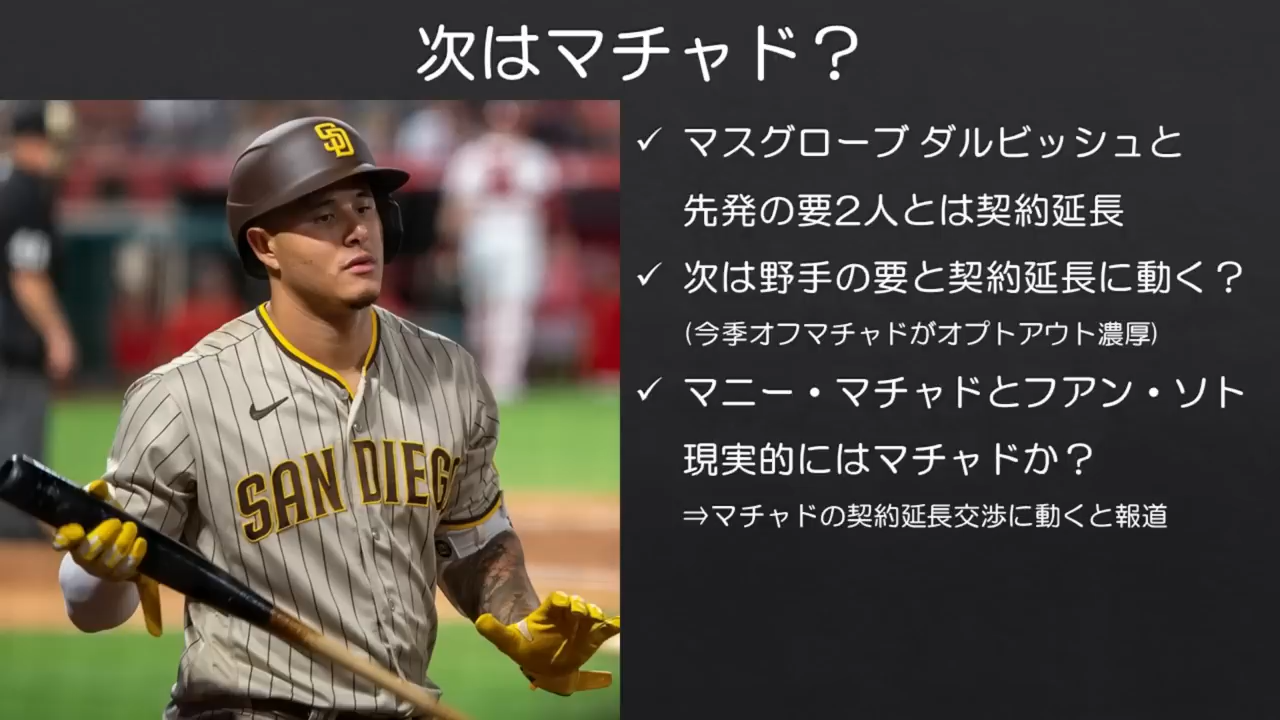 次はマチャド？
✓ マスグローブ ダルビッシュと
先発の要2人とは契約延長
✓ 次は野手の要と契約延長に動く？
(今季オフマチャドがオプトアウト濃厚)
✓ マニー・マチャドとフアン・ソト
現実的にはマチャドか？
⇒マチャドの契約延長交渉に動くと報道
SD
SAN DIEGO